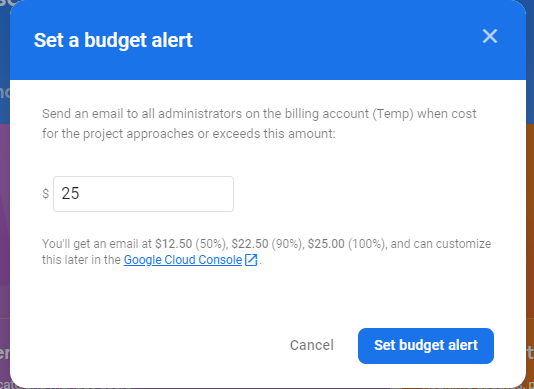 Set a budget alert
Send an email to all administrators on the billing account (Temp) when cost
for the project approaches or exceeds this amount:
$ 25
You'll get an email at $12.50 (50%), $22.50 (90%), $25.00 (100%), and can customize
this later in the Google Cloud Console.
Cancel Set budget alert